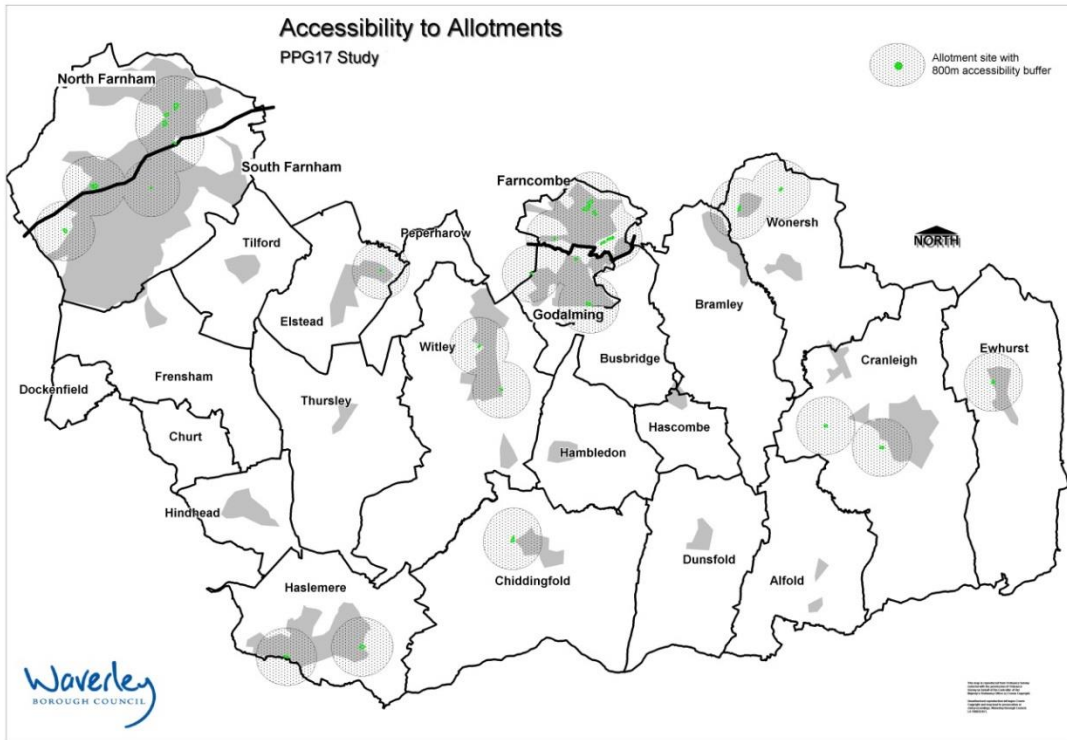 Accessibility to Allotments
PPG17 Study
Allotment site with
800m accessibility buffer
North Farnham
South Farnham
Farncombe
Wonersh
NORTH
Tilford
Peperharow
Elstead
Godalming
Bramley
Witley
Busbridge
Cranleigh
Ewhurst
Dockenfield
Frensham
Thursley
Churt
Hascombe
Hambledon
Hindhead
Haslemere
Chiddingfold
Dunsfold
Alfold
Waverley
BOROUGH COUNCIL